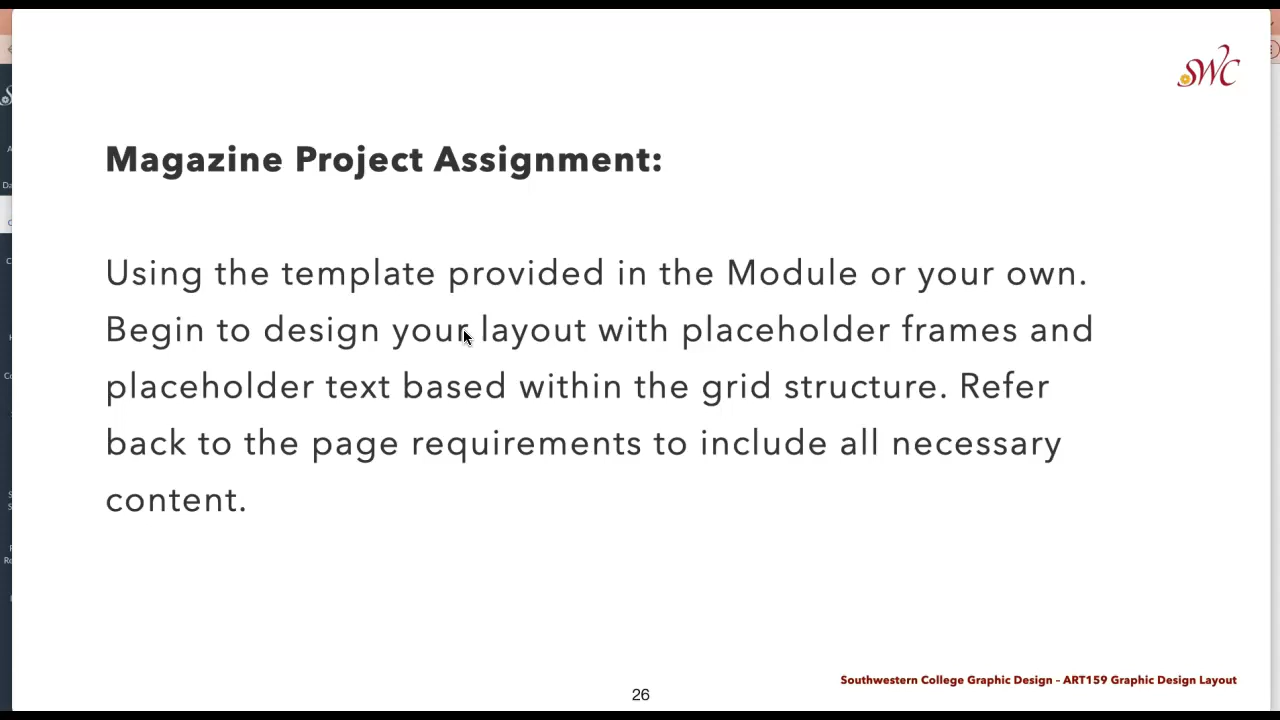 SWC
Magazine Project Assignment:
Using the template provided in the Module or your own.
Begin to design your layout with placeholder frames and
placeholder text based within the grid structure. Refer
back to the page requirements to include all necessary
content.
Southwestern College Graphic Design – ART159 Graphic Design Layout
26